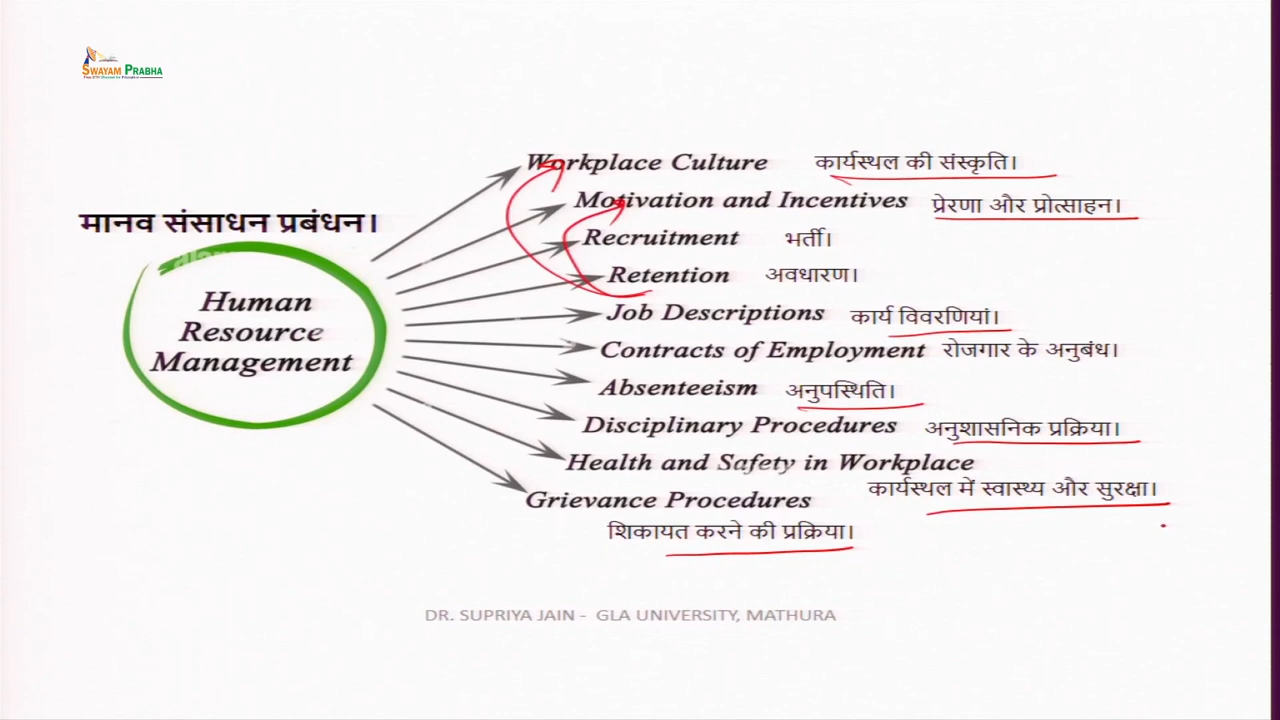 SWAYAM PRABHA
मानव संसाधन प्रबंधन।
Human
Resource
Management
Workplace Culture कार्यस्थल की संस्कृति।
Motivation and Incentives प्रेरणा और प्रोत्साहन।
Recruitment भर्ती।
Retention अवधारण।
Job Descriptions कार्य विवरणियां।
Contracts of Employment रोजगार के अनुबंध।
Absenteeism अनुपस्थिति।
Disciplinary Procedures अनुशासनिक प्रक्रिया।
Health and Safety in Workplace
कार्यस्थल में स्वास्थ्य और सुरक्षा।
Grievance Procedures
शिकायत करने की प्रक्रिया।
DR. SUPRIYA JAIN - GLA UNIVERSITY, MATHURA